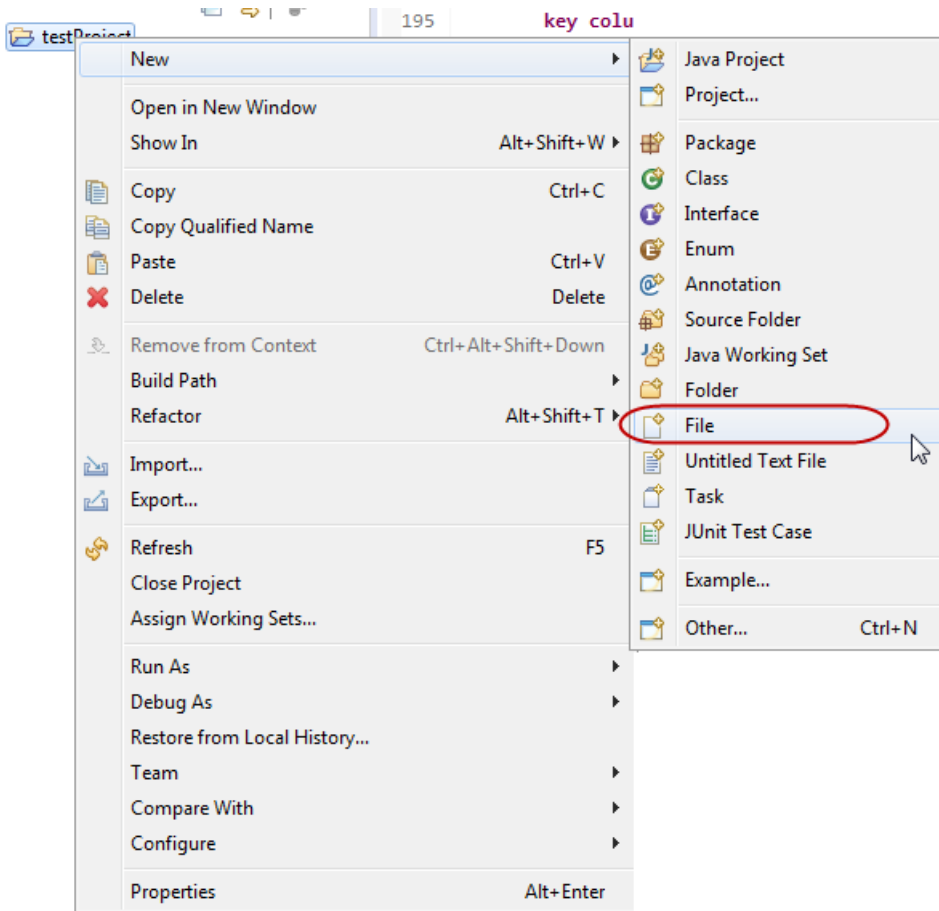 195 key colu
testProject
New
Open in New Window
Show In Alt+Shift+W
Copy Ctrl+C
Copy Qualified Name
Paste Ctrl+V
Delete Delete
Remove from Context Ctrl+Alt+Shift+Down
Build Path
Refactor Alt+Shift+T
Import...
Export...
Refresh F5
Close Project
Assign Working Sets...
Run As
Debug As
Restore from Local History...
Team
Compare With
Configure
Properties Alt+Enter
Java Project
Project...
Package
Class
Interface
Enum
Annotation
Source Folder
Java Working Set
Folder
File
Untitled Text File
Task
JUnit Test Case
Example...
Other... Ctrl+N